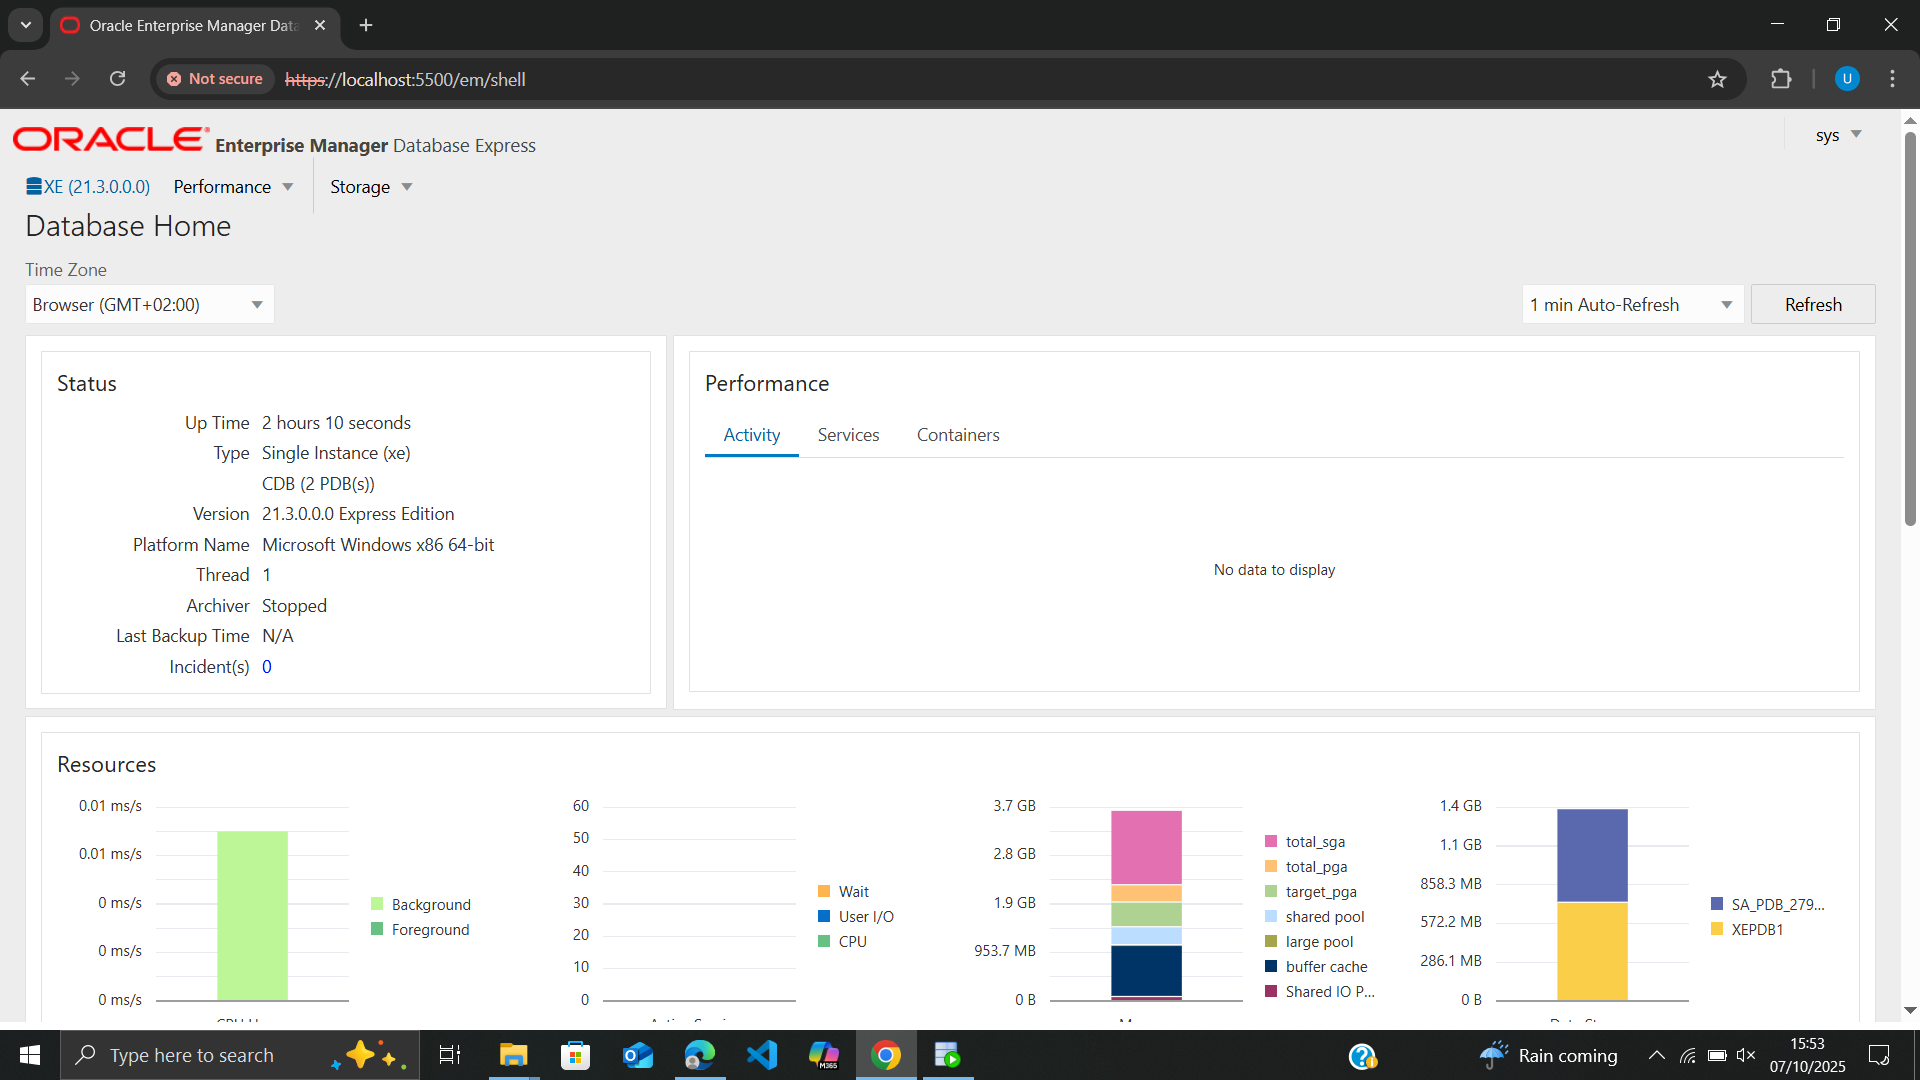 Oracle Enterprise Manager Data
Not secure
https://localhost:5500/em/shell
U
ORACLE® Enterprise Manager Database Express
sys
XE (21.3.0.0.0) Performance Storage
Database Home
Time Zone
Browser (GMT+02:00)
1 min Auto-Refresh
Refresh
Status
Up Time 2 hours 10 seconds
Type Single Instance (xe)
CDB (2 PDB(s))
Version 21.3.0.0.0 Express Edition
Platform Name Microsoft Windows x86 64-bit
Thread 1
Archiver Stopped
Last Backup Time N/A
Incident(s) 0
Performance
Activity Services Containers
No data to display
Resources
0.01 ms/s
0.01 ms/s
0 ms/s
0 ms/s
0 ms/s
Background
Foreground
60
50
40
30
20
10
0
Wait
User I/O
CPU
3.7 GB
2.8 GB
1.9 GB
953.7 MB
0 B
total_sga
total_pga
target_pga
shared pool
large pool
buffer cache
Shared IO P...
1.4 GB
1.1 GB
858.3 MB
572.2 MB
286.1 MB
0 B
SA_PDB_279...
XEPDB1
Type here to search
M365
Rain coming
15:53
07/10/2025